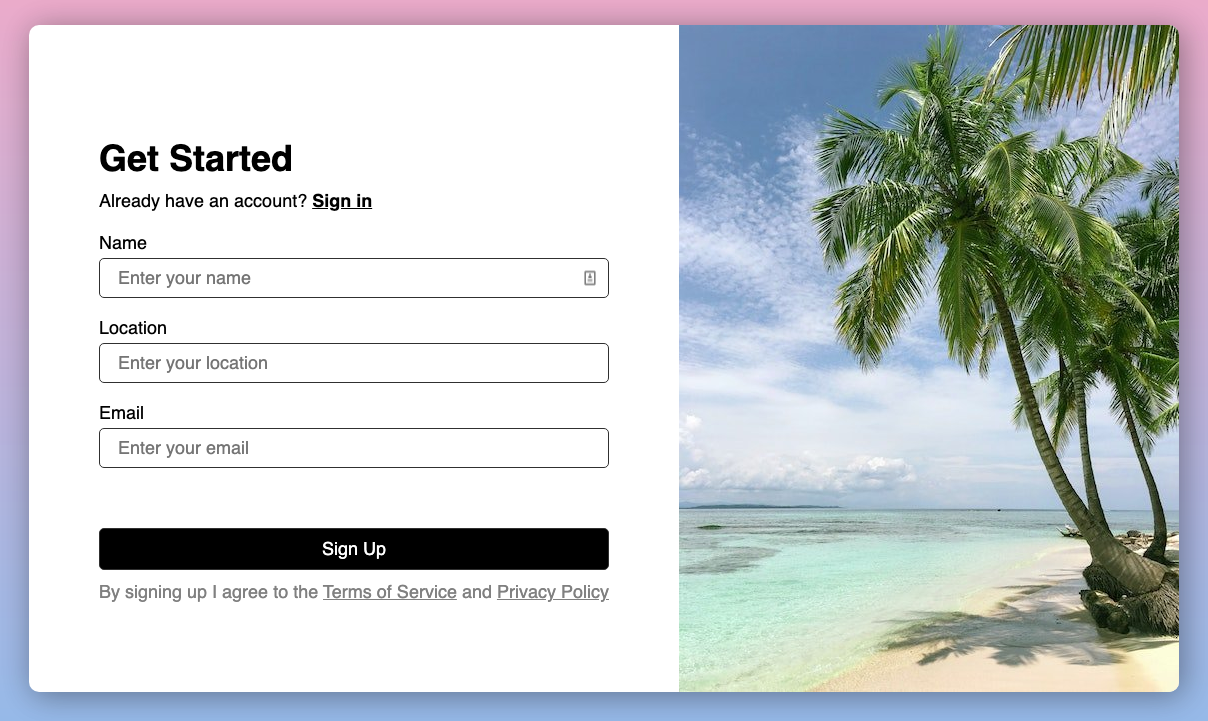 Get Started
Already have an account? Sign in
Name
Enter your name
Location
Enter your location
Email
Enter your email
Sign Up
By signing up I agree to the Terms of Service and Privacy Policy